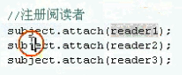 //注册阅读者
subject.attach(reader1);
subject.attach(reader2);
subject.attach(reader3);